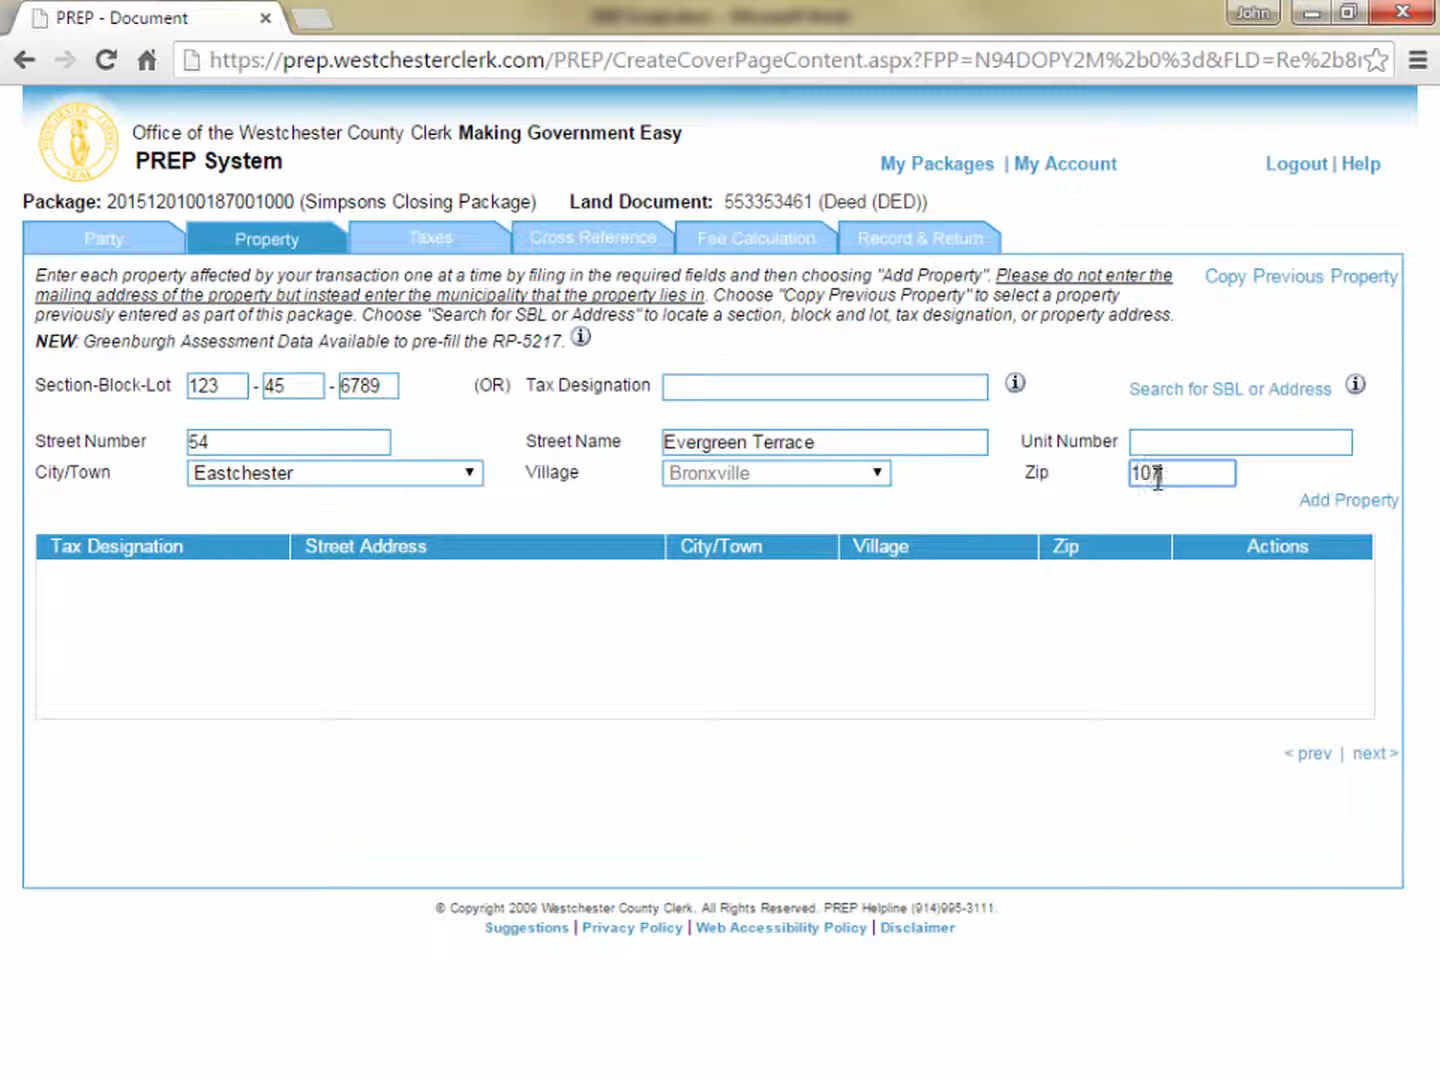 PREP - Document
John
https://prep.westchesterclerk.com/PREP/CreateCoverPageContent.aspx?FPP=N94DOPY2M%2b0%3d&FLD=Re%2b8r
Office of the Westchester County Clerk Making Government Easy
PREP System
My Packages | My Account Logout | Help
Package: 2015120100187001000 (Simpsons Closing Package) Land Document: 553353461 (Deed (DED))
Party Property Taxes Cross Reference Fee Calculation Record & Return
Enter each property affected by your transaction one at a time by filing in the required fields and then choosing "Add Property". Please do not enter the Copy Previous Property
mailing address of the property but instead enter the municipality that the property lies in. Choose "Copy Previous Property" to select a property
previously entered as part of this package. Choose "Search for SBL or Address" to locate a section, block and lot, tax designation, or property address.
NEW: Greenburgh Assessment Data Available to pre-fill the RP-5217.
Section-Block-Lot 123 - 45 - 6789 (OR) Tax Designation Search for SBL or Address
Street Number 54 Street Name Evergreen Terrace Unit Number
City/Town Eastchester Village Bronxville Zip 107
Add Property
Tax Designation Street Address City/Town Village Zip Actions
< prev | next >
© Copyright 2009 Westchester County Clerk. All Rights Reserved. PREP Helpline (914)995-3111.
Suggestions | Privacy Policy | Web Accessibility Policy | Disclaimer